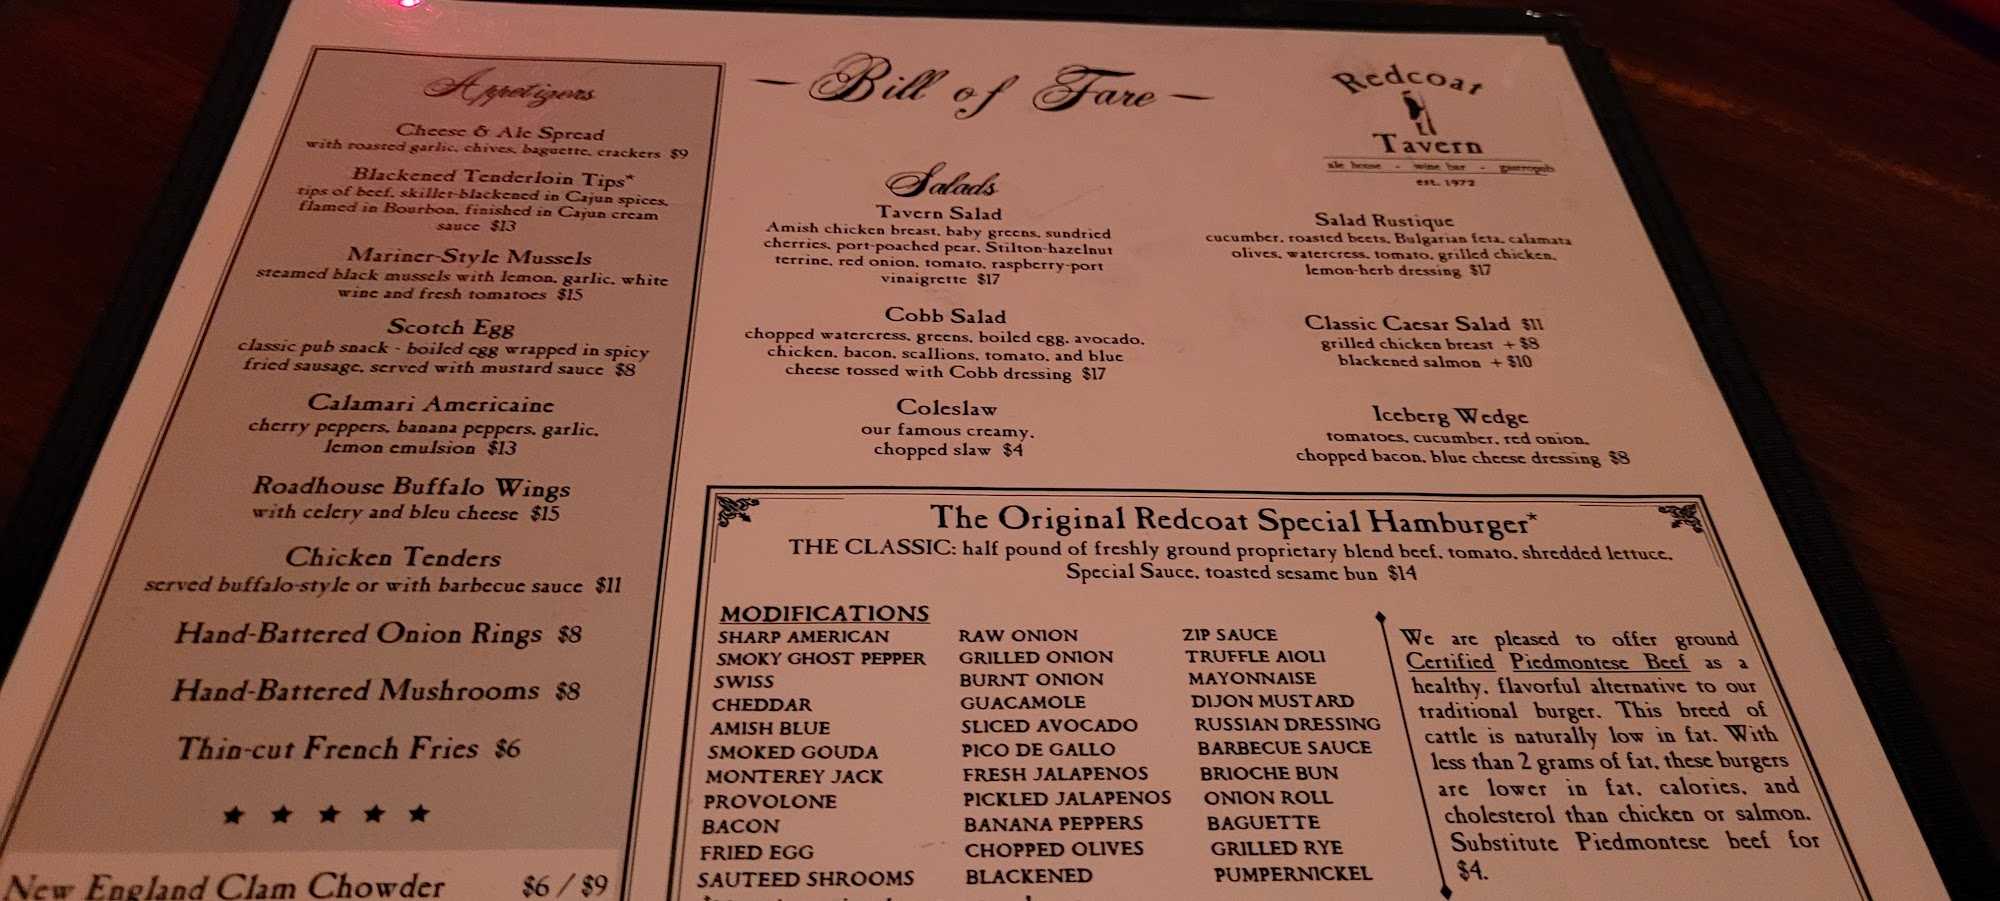 Appetizers
Cheese & Ale Spread
with roasted garlic, chives, baguette, crackers $9
Blackened Tenderloin Tips*
tips of beef, skillet-blackened in Cajun spices,
flamed in Bourbon, finished in Cajun cream
sauce $13
Mariner-Style Mussels
steamed black mussels with lemon, garlic, white
wine and fresh tomatoes $15
Scotch Egg
classic pub snack - boiled egg wrapped in spicy
fried sausage, served with mustard sauce $8
Calamari Americaine
cherry peppers, banana peppers, garlic,
lemon emulsion $13
Roadhouse Buffalo Wings
with celery and bleu cheese $15
Chicken Tenders
served buffalo-style or with barbecue sauce $11
Hand-Battered Onion Rings $8
Hand-Battered Mushrooms $8
Thin-cut French Fries $6
New England Clam Chowder $6 / $9
- Bill of Fare -
Redcoat
Tavern
ale house - wine bar - gastropub
est. 1972
Salads
Tavern Salad
Amish chicken breast, baby greens, sundried
cherries, port-poached pear, Stilton-hazelnut
terrine, red onion, tomato, raspberry-port
vinaigrette $17
Cobb Salad
chopped watercress, greens, boiled egg, avocado,
chicken, bacon, scallions, tomato, and blue
cheese tossed with Cobb dressing $17
Coleslaw
our famous creamy,
chopped slaw $4
Salad Rustique
cucumber, roasted beets, Bulgarian feta, calamata
olives, watercress, tomato, grilled chicken,
lemon-herb dressing $17
Classic Caesar Salad $11
grilled chicken breast + $8
blackened salmon + $10
Iceberg Wedge
tomatoes, cucumber, red onion,
chopped bacon, blue cheese dressing $8
The Original Redcoat Special Hamburger*
THE CLASSIC: half pound of freshly ground proprietary blend beef, tomato, shredded lettuce,
Special Sauce, toasted sesame bun $14
MODIFICATIONS
SHARP AMERICAN
SMOKY GHOST PEPPER
SWISS
CHEDDAR
AMISH BLUE
SMOKED GOUDA
MONTEREY JACK
PROVOLONE
BACON
FRIED EGG
SAUTEED SHROOMS
RAW ONION
GRILLED ONION
BURNT ONION
GUACAMOLE
SLICED AVOCADO
PICO DE GALLO
FRESH JALAPENOS
PICKLED JALAPENOS
BANANA PEPPERS
CHOPPED OLIVES
BLACKENED
ZIP SAUCE
TRUFFLE AIOLI
MAYONNAISE
DIJON MUSTARD
RUSSIAN DRESSING
BARBECUE SAUCE
BRIOCHE BUN
ONION ROLL
BAGUETTE
GRILLED RYE
PUMPERNICKEL
We are pleased to offer ground
Certified Piedmontese Beef as a
healthy, flavorful alternative to our
traditional burger. This breed of
cattle is naturally low in fat. With
less than 2 grams of fat, these burgers
are lower in fat, calories, and
cholesterol than chicken or salmon.
Substitute Piedmontese beef for
$4.